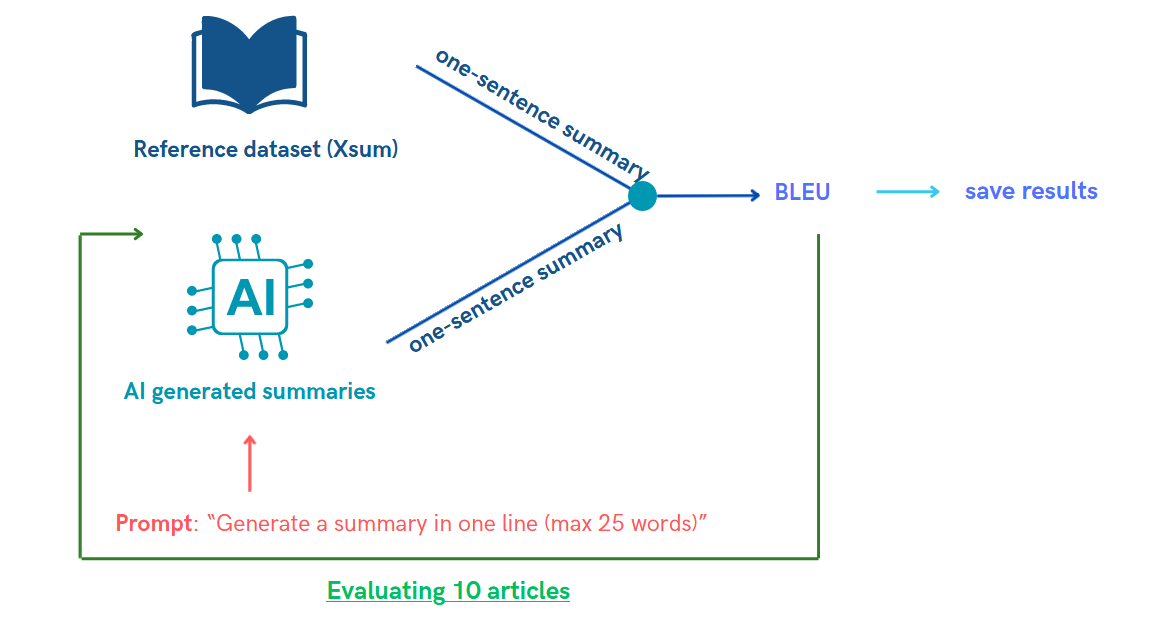 one-sentence summary
Reference dataset (Xsum)
BLEU
save results
one-sentence summary
AI
AI generated summaries
Prompt: “Generate a summary in one line (max 25 words)”
Evaluating 10 articles